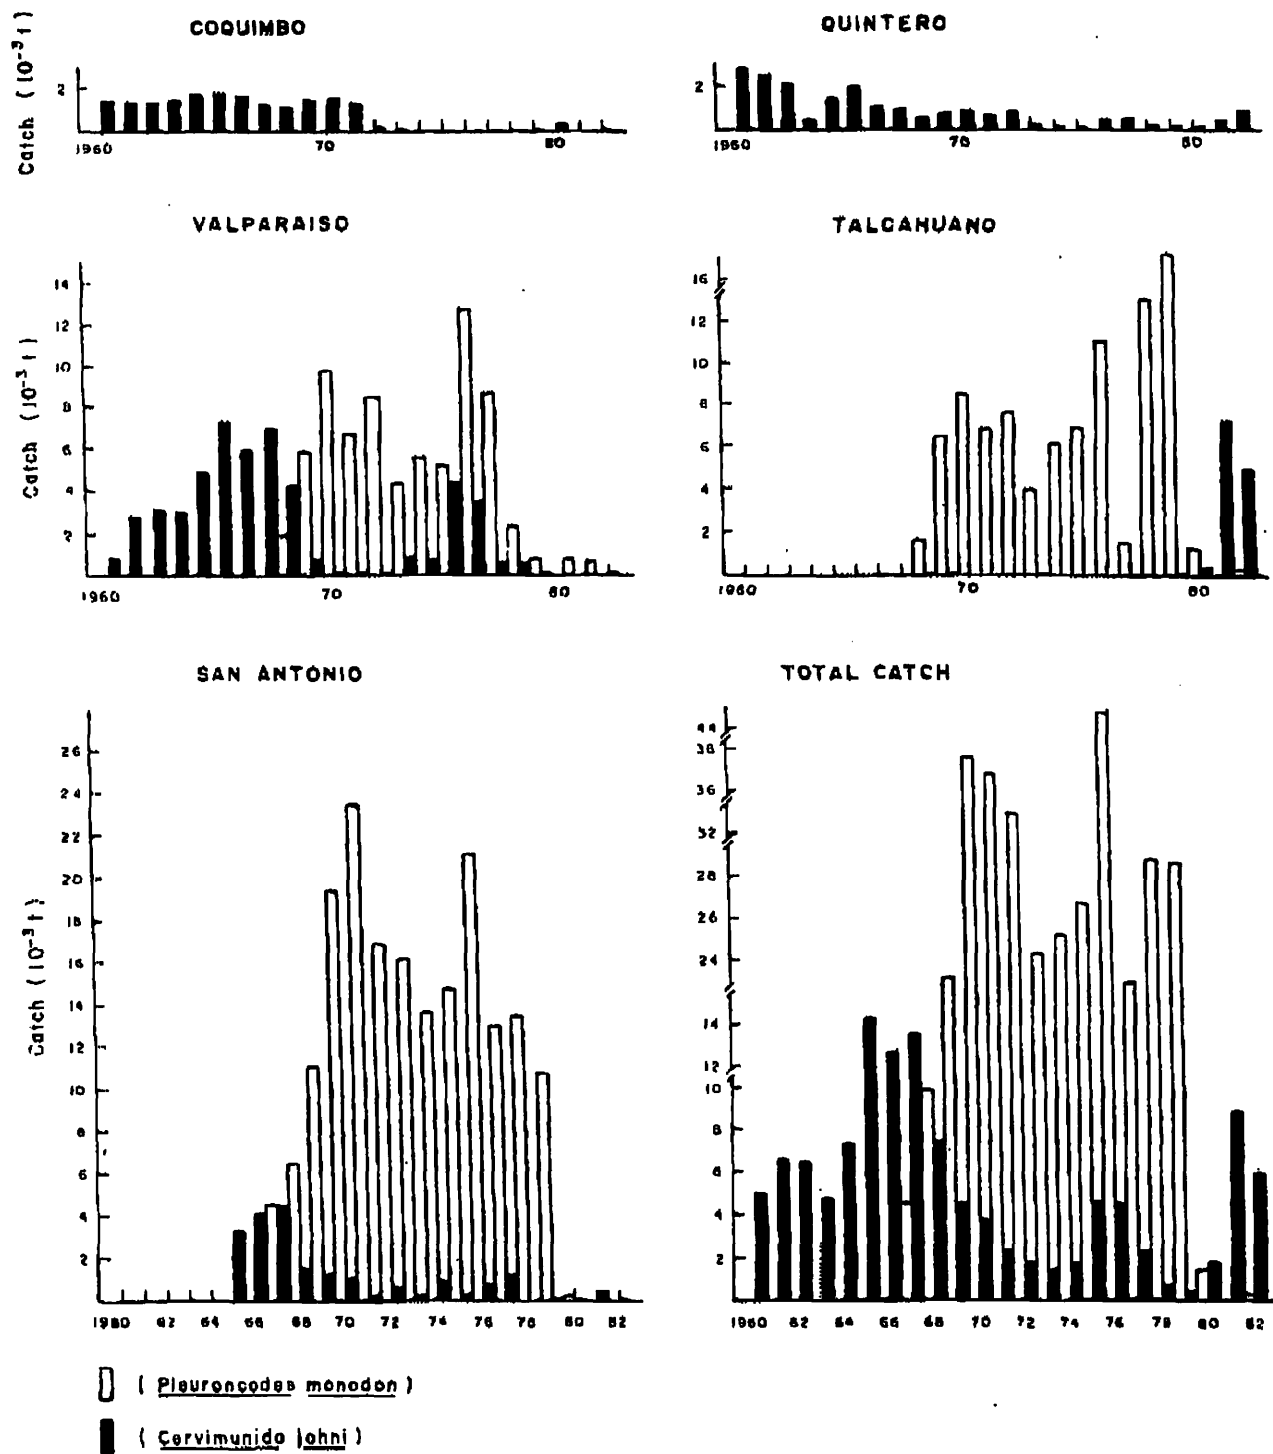 COQUIMBO
Catch (10⁻³ t)
2
1960 70 80
QUINTERO
2
1960 70 80
VALPARAISO
Catch (10⁻³ t)
14
12
10
8
6
4
2
1960 70 80
TALCAHUANO
16
12
10
8
6
4
2
1960 70 80
SAN ANTONIO
Catch (10⁻³ t)
26
24
22
20
18
16
14
12
10
8
6
4
2
1960 62 64 66 68 70 72 74 76 78 80 82
TOTAL CATCH
44
38
36
32
28
26
24
14
12
10
8
6
4
2
1960 62 64 66 68 70 72 74 76 78 80 82
( Pleuroncodes monodon )
( Cervimunida johni )